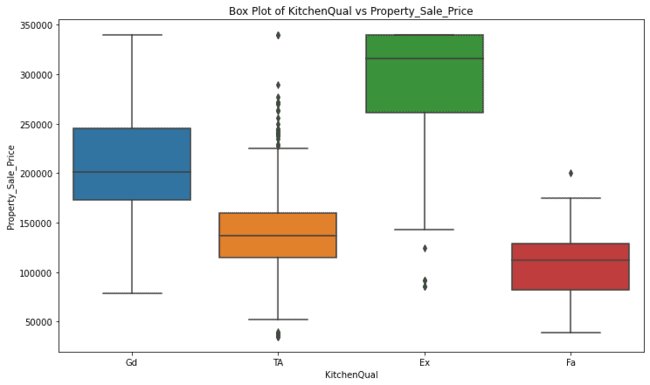 Box Plot of KitchenQual vs Property_Sale_Price
350000
300000
250000
200000
150000
100000
50000
Property_Sale_Price
Gd
TA
Ex
Fa
KitchenQual